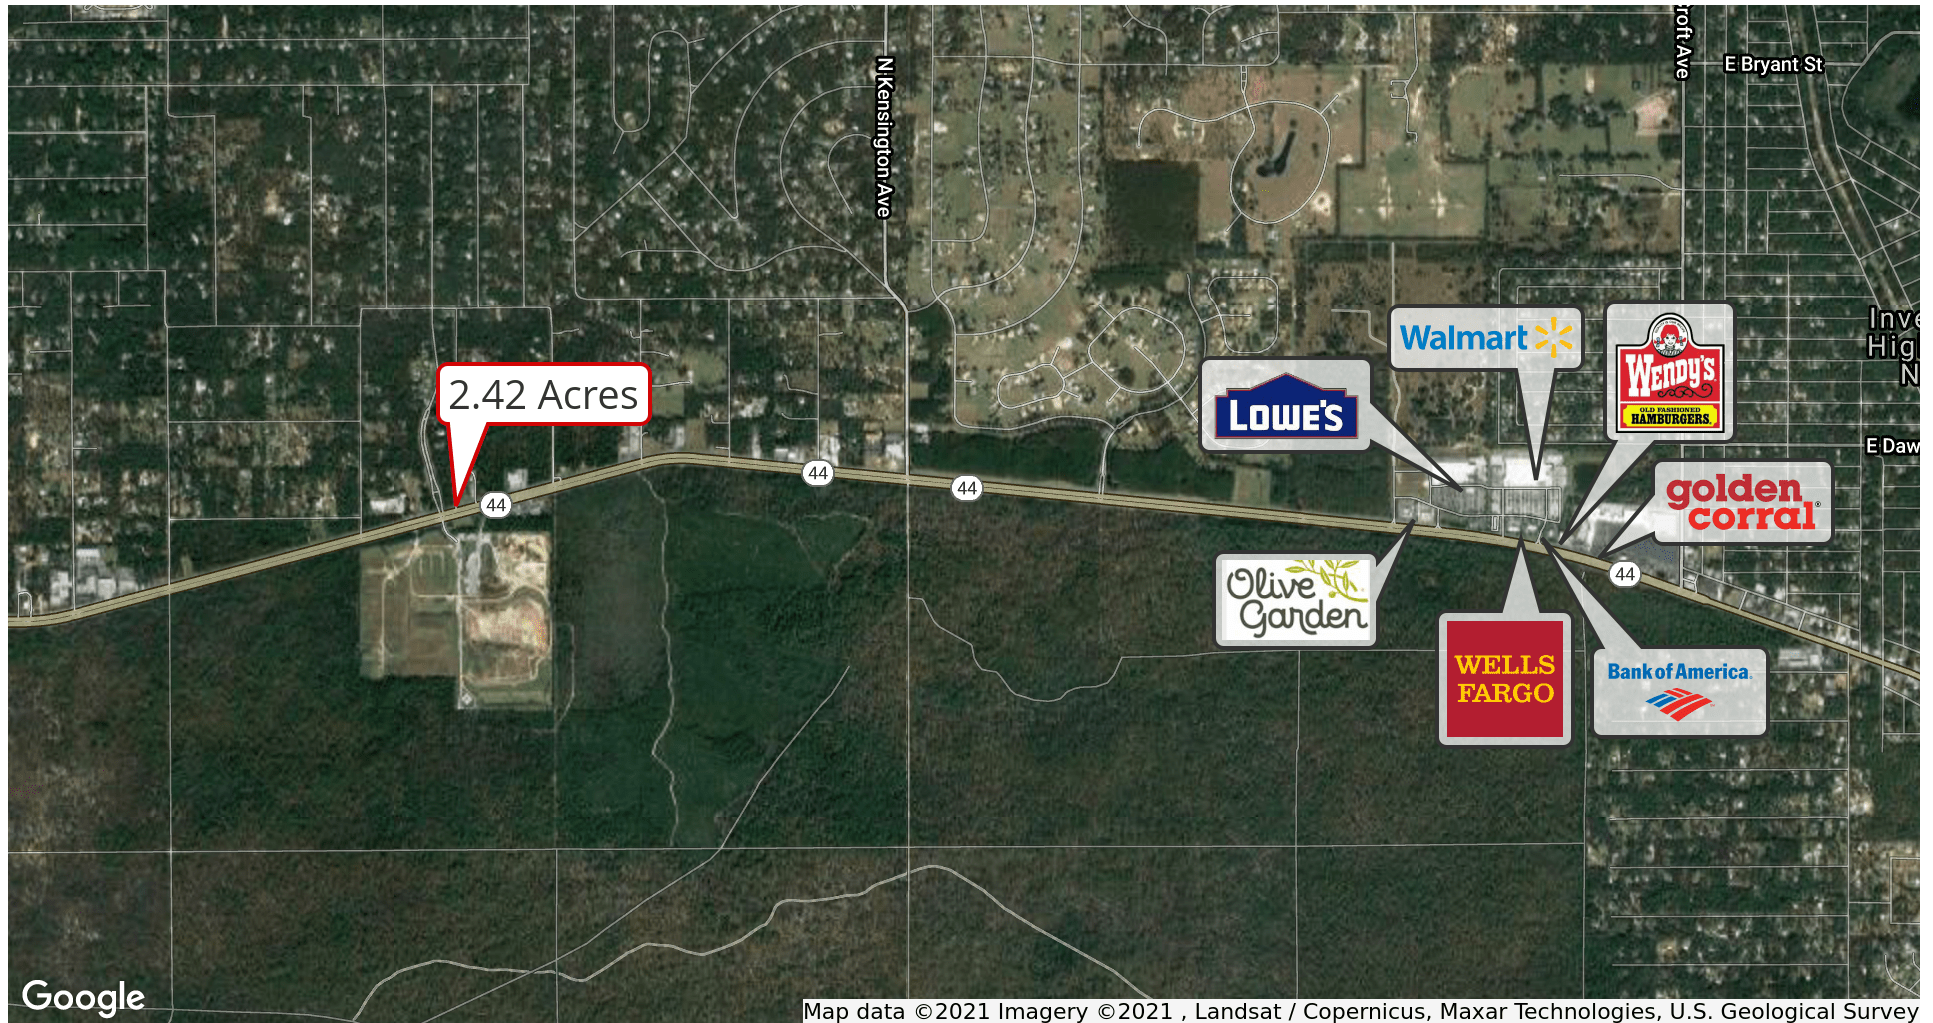 N Kensington Ave
roft Ave
E Bryant St
Inve
Hig
N
E Daw
2.42 Acres
44
44
44
44
LOWE'S
Walmart
WENDY'S
OLD FASHIONED
HAMBURGERS.
golden
corral®
Olive
Garden
WELLS
FARGO
Bank of America
Google
Map data ©2021 Imagery ©2021 , Landsat / Copernicus, Maxar Technologies, U.S. Geological Survey